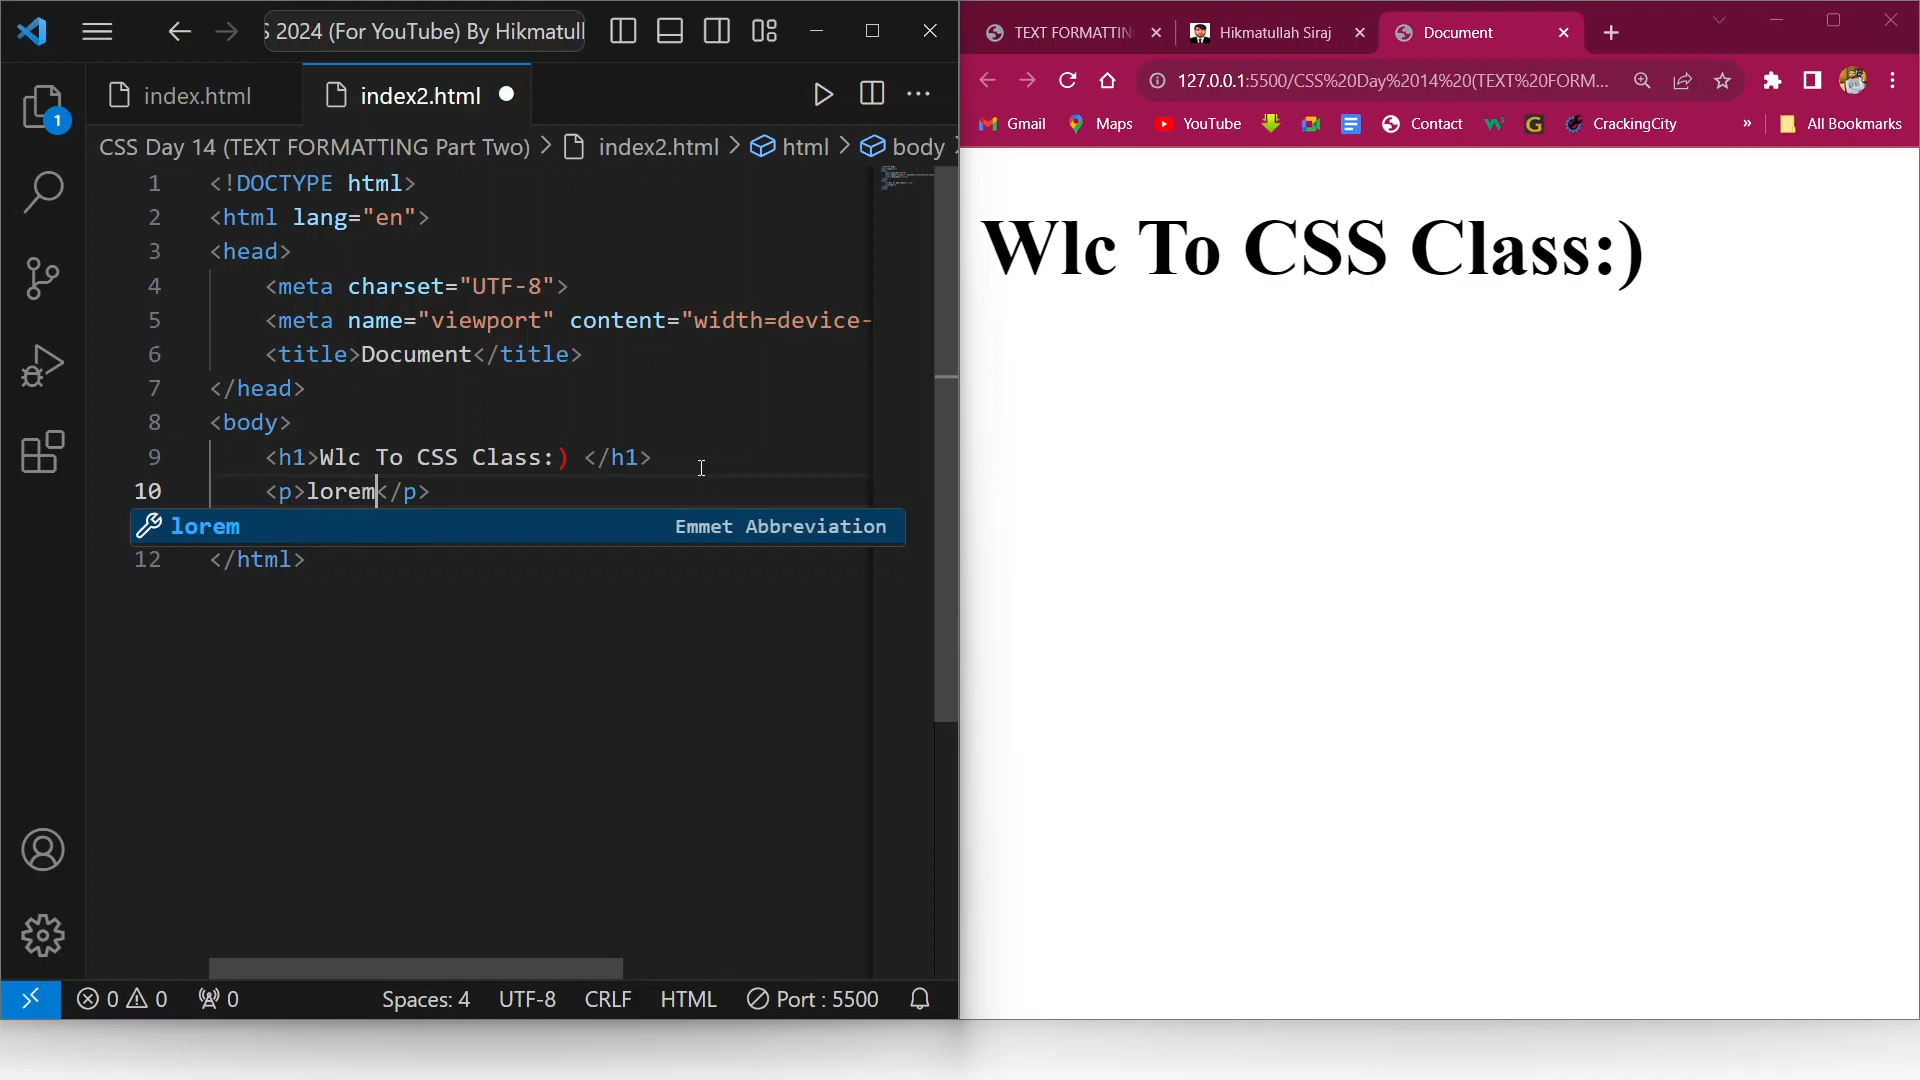 S 2024 (For YouTube) By Hikmatull
index.html
index2.html
1
CSS Day 14 (TEXT FORMATTING Part Two) > index2.html > html > body
1 <!DOCTYPE html>
2 <html lang="en">
3 <head>
4 <meta charset="UTF-8">
5 <meta name="viewport" content="width=device-
6 <title>Document</title>
7 </head>
8 <body>
9 <h1>Wlc To CSS Class:) </h1>
10 <p>lorem</p>
lorem Emmet Abbreviation
12 </html>
0 0 0 Spaces: 4 UTF-8 CRLF HTML Port : 5500
TEXT FORMATTIN Hikmatullah Siraj Document
127.0.0.1:5500/CSS%20Day%2014%20(TEXT%20FORM...
Gmail Maps YouTube Contact G CrackingCity » All Bookmarks
Wlc To CSS Class:)